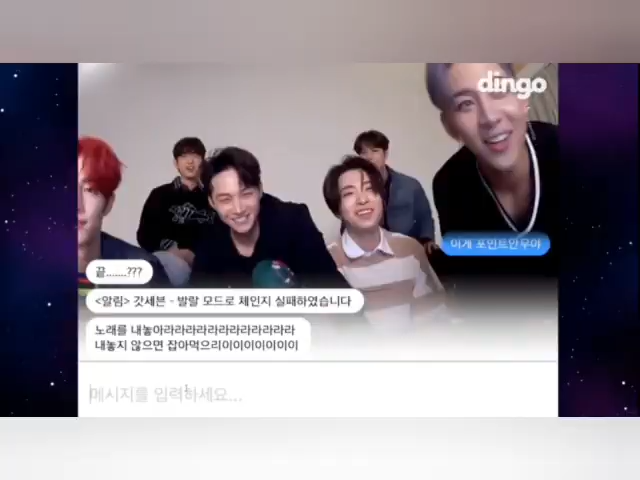 dingo
이게 포인트안무야
끝.......???
<알림> 갓세븐 - 발랄 모드로 체인지 실패하였습니다
노래를 내놓아라라라라라라라라라라라라
내놓지 않으면 잡아먹으리이이이이이이이
메시지를 입력하세요...